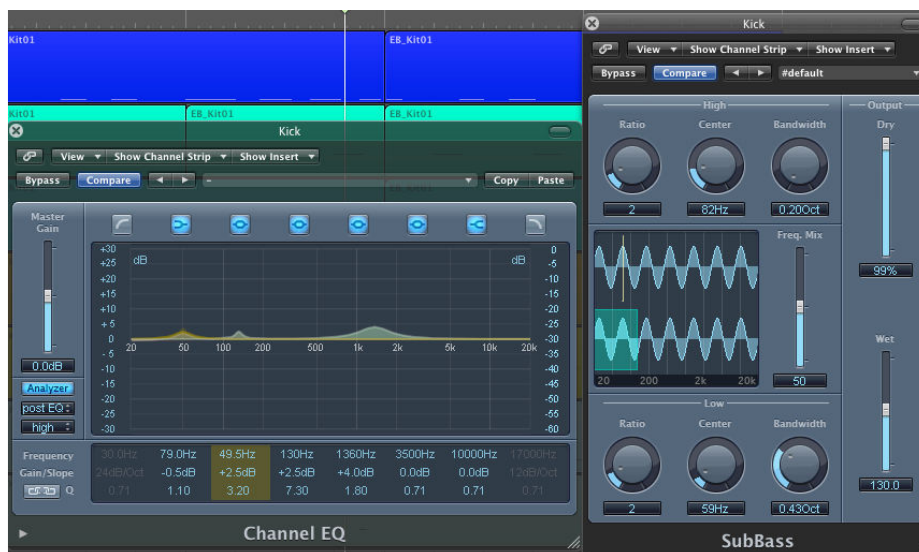 Kit01
EB_Kit01
Kit01
EB_Kit01
EB_Kit01
Kick
View
Show Channel Strip
Show Insert
Bypass
Compare
-
Copy
Paste
Master
Gain
0.0dB
Analyzer
post EQ
high
+30
+25
+20
+15
+10
+ 5
0
- 5
-10
-15
-20
-25
-30
dB
dB
0
-5
-10
-15
-20
-25
-30
-35
-40
-45
-50
-55
-60
20 50 100 200 500 1k 2k 5k 10k 20k
Frequency 30.0Hz 79.0Hz 49.5Hz 130Hz 1360Hz 3500Hz 10000Hz 17000Hz
Gain/Slope 24dB/Oct -0.5dB +2.5dB +2.5dB +4.0dB 0.0dB 0.0dB 12dB/Oct
Q 0.71 1.10 3.20 7.30 1.80 0.71 0.71 0.71
Channel EQ
Kick
View
Show Channel Strip
Show Insert
Bypass
Compare
#default
High
Ratio Center Bandwidth
2 82Hz 0.20Oct
Freq. Mix
20 200 2k 20k
50
Low
Ratio Center Bandwidth
2 59Hz 0.43Oct
Output
Dry
99%
Wet
130.0
SubBass